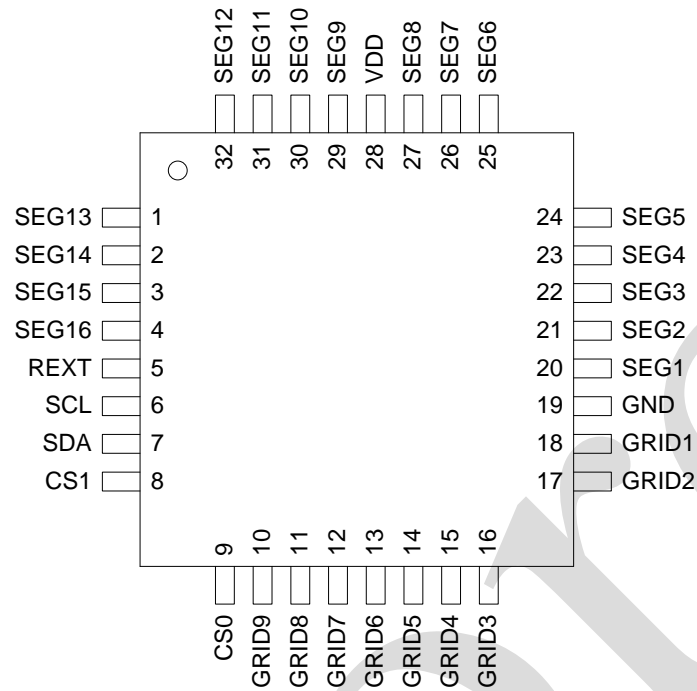 SEG12 SEG11 SEG10 SEG9 VDD SEG8 SEG7 SEG6
32 31 30 29 28 27 26 25
SEG13 1 24 SEG5
SEG14 2 23 SEG4
SEG15 3 22 SEG3
SEG16 4 21 SEG2
REXT 5 20 SEG1
SCL 6 19 GND
SDA 7 18 GRID1
CS1 8 17 GRID2
9 10 11 12 13 14 15 16
CS0 GRID9 GRID8 GRID7 GRID6 GRID5 GRID4 GRID3